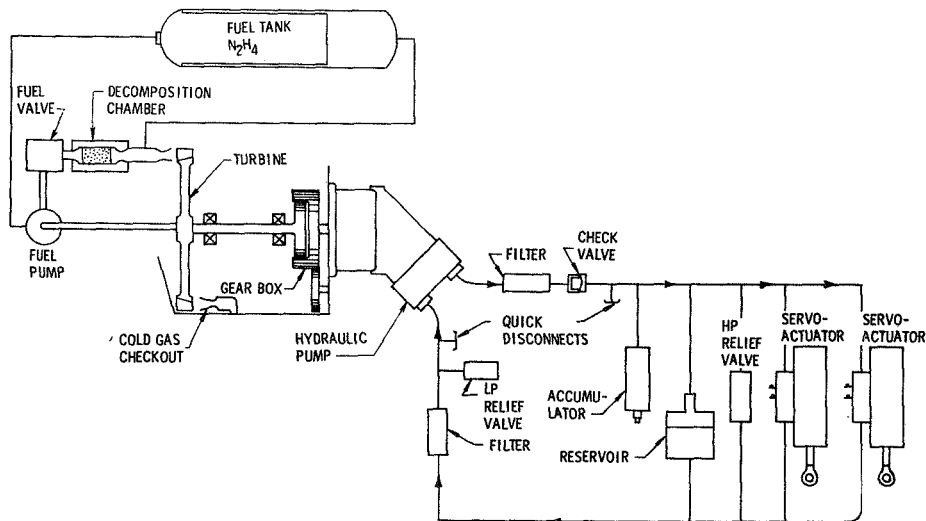 FUEL TANK
N2H4
FUEL
VALVE
DECOMPOSITION
CHAMBER
TURBINE
FUEL
PUMP
GEAR BOX
COLD GAS
CHECKOUT
HYDRAULIC
PUMP
FILTER
CHECK
VALVE
QUICK
DISCONNECTS
LP
RELIEF
VALVE
FILTER
ACCUMU-
LATOR
RESERVOIR
HP
RELIEF
VALVE
SERVO-
ACTUATOR
SERVO-
ACTUATOR